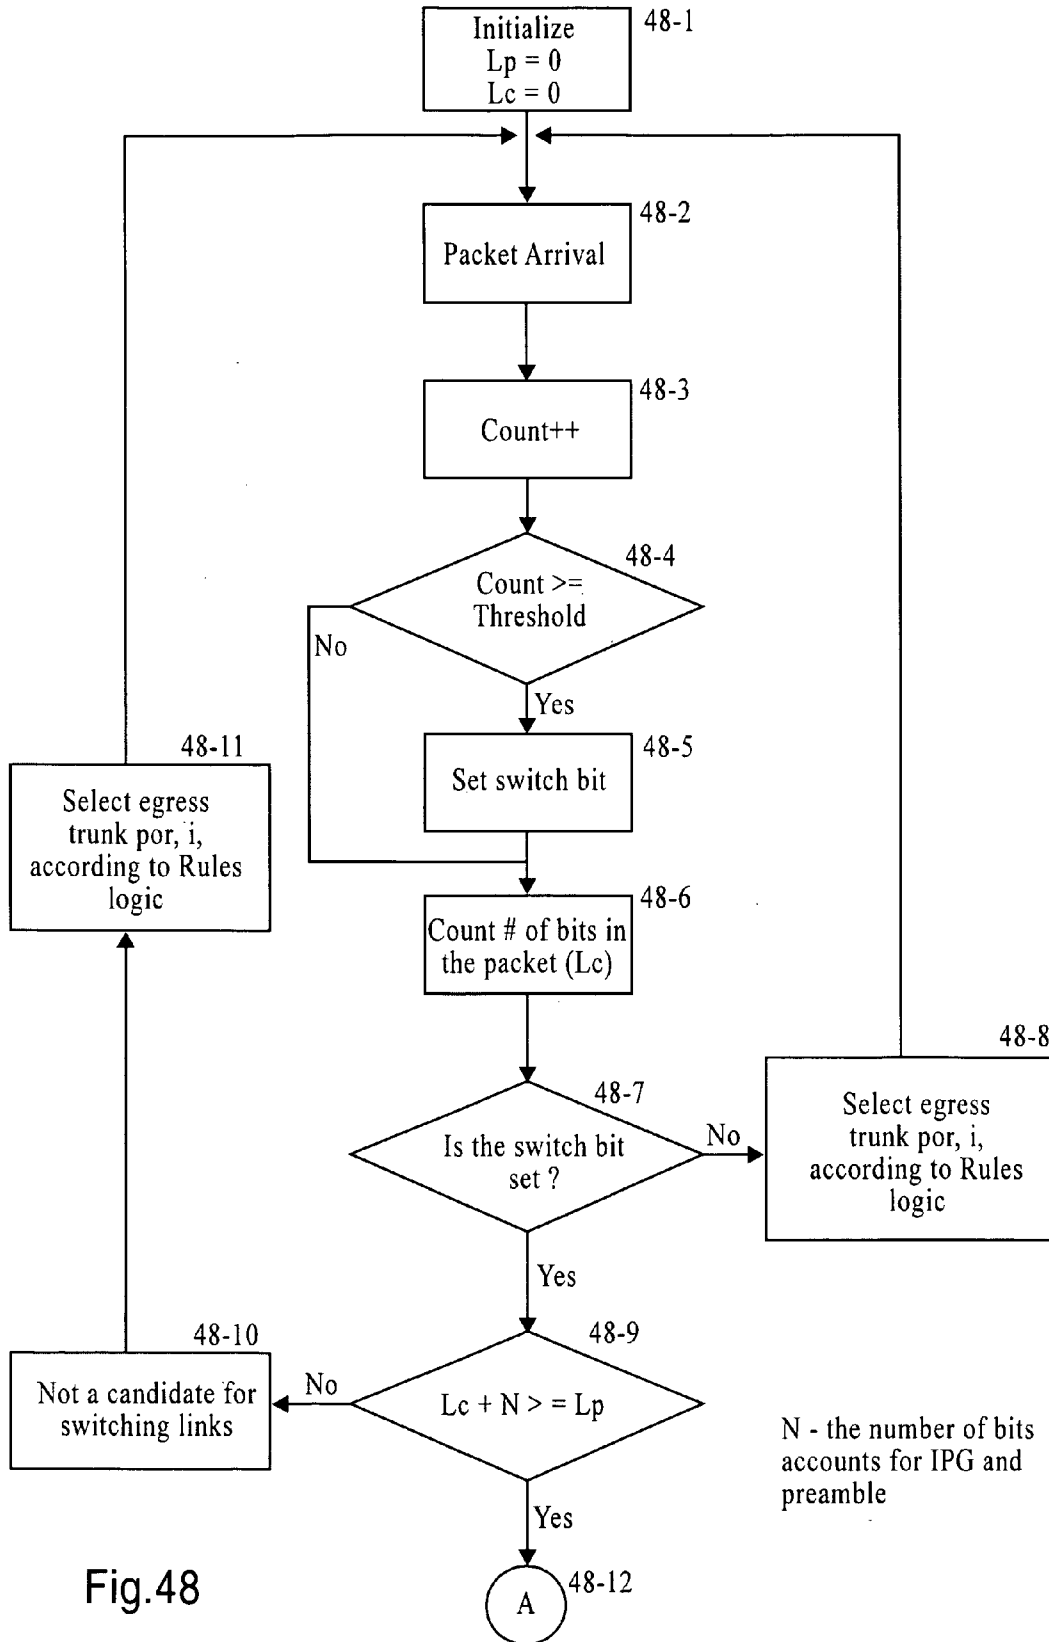 Initialize
Lp = 0
Lc = 0
48-1
48-2
Packet Arrival
48-3
Count++
48-4
Count >=
Threshold
No
Yes
48-5
Set switch bit
48-11
Select egress
trunk por, i,
according to Rules
logic
48-6
Count # of bits in
the packet (Lc)
48-7
Is the switch bit
set ?
No
48-8
Select egress
trunk por, i,
according to Rules
logic
Yes
48-9
Lc + N > = Lp
No
48-10
Not a candidate for
switching links
N - the number of bits
accounts for IPG and
preamble
Yes
48-12
A
Fig.48